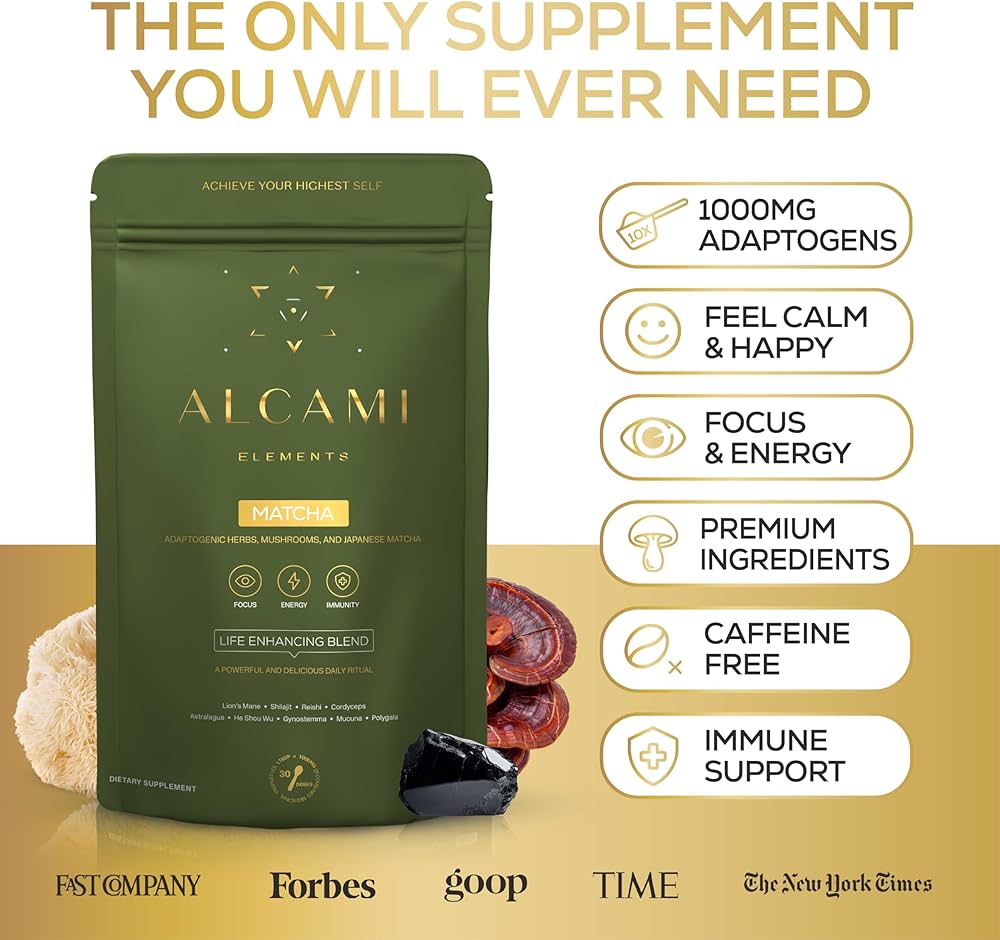 THE ONLY SUPPLEMENT
YOU WILL EVER NEED
ACHIEVE YOUR HIGHEST SELF
ALCAMI
ELEMENTS
MATCHA
ADAPTOGENIC HERBS, MUSHROOMS, AND JAPANESE MATCHA
FOCUS
ENERGY
IMMUNITY
LIFE ENHANCING BLEND
A POWERFUL AND DELICIOUS DAILY RITUAL
Lion's Mane • Shilajit • Reishi • Cordyceps
Astralagus • He Shou Wu • Gynostemma • Mucuna • Polygala
30
DOSES
DIETARY SUPPLEMENT
10X
1000MG
ADAPTOGENS
FEEL CALM
& HAPPY
FOCUS
& ENERGY
PREMIUM
INGREDIENTS
CAFFEINE
FREE
IMMUNE
SUPPORT
FAST COMPANY
Forbes
goop
TIME
The New York Times